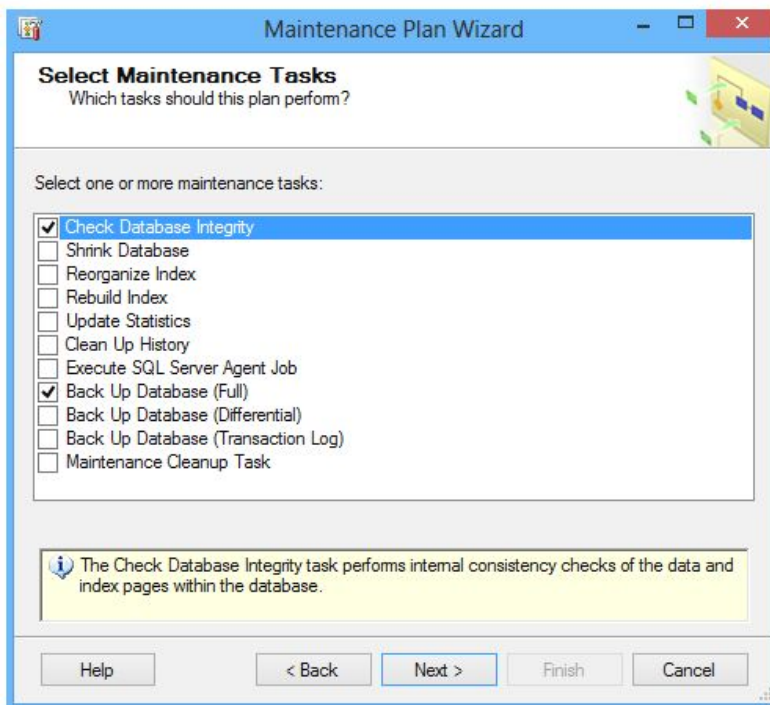 Maintenance Plan Wizard
Select Maintenance Tasks
Which tasks should this plan perform?
Select one or more maintenance tasks:
Check Database Integrity
Shrink Database
Reorganize Index
Rebuild Index
Update Statistics
Clean Up History
Execute SQL Server Agent Job
Back Up Database (Full)
Back Up Database (Differential)
Back Up Database (Transaction Log)
Maintenance Cleanup Task
The Check Database Integrity task performs internal consistency checks of the data and
index pages within the database.
Help < Back Next > Finish Cancel